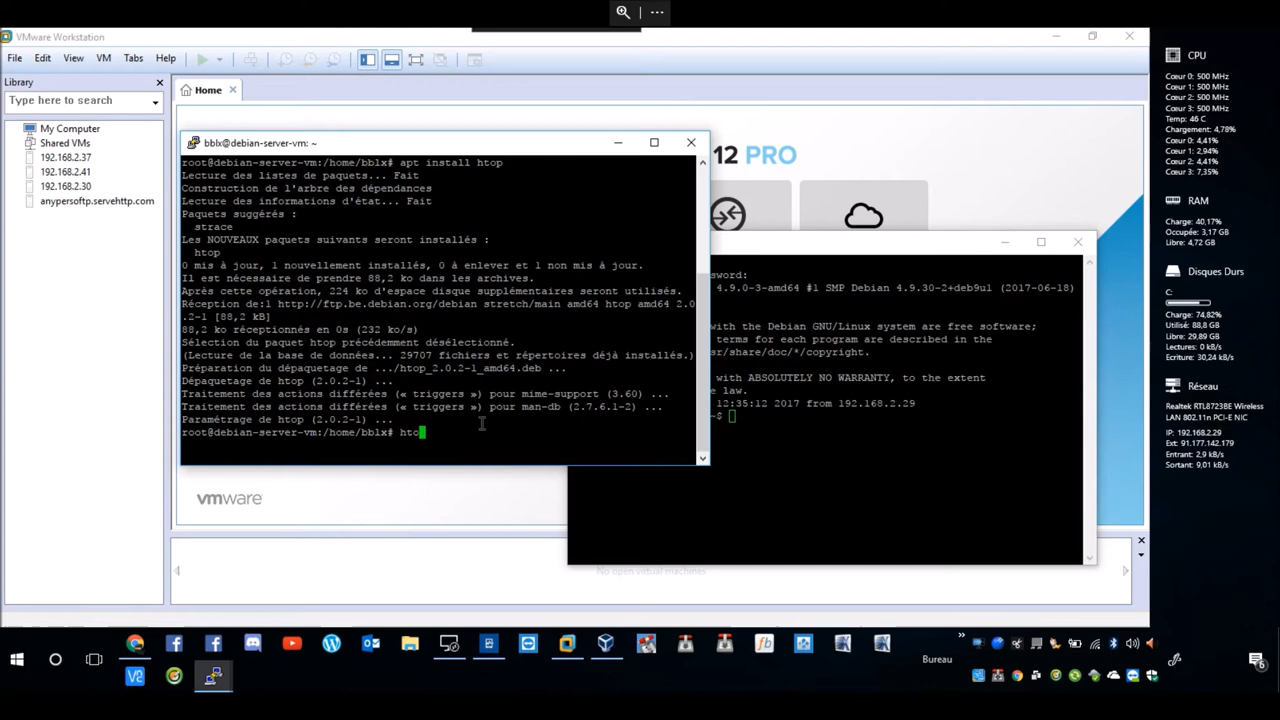 VMware Workstation
File Edit View VM Tabs Help
Library
Type here to search
My Computer
Shared VMs
192.168.2.37
192.168.2.41
192.168.2.30
anypersoftp.servehttp.com
Home
12 PRO
bblx@debian-server-vm: ~
root@debian-server-vm:/home/bblx# apt install htop
Lecture des listes de paquets... Fait
Construction de l'arbre des dépendances
Lecture des informations d'état... Fait
Paquets suggérés :
strace
Les NOUVEAUX paquets suivants seront installés :
htop
0 mis à jour, 1 nouvellement installés, 0 à enlever et 1 non mis à jour.
Il est nécessaire de prendre 88,2 ko dans les archives.
Après cette opération, 224 ko d'espace disque supplémentaires seront utilisés.
Réception de:1 http://ftp.be.debian.org/debian stretch/main amd64 htop amd64 2.0
.2-1 [88,2 kB]
88,2 ko réceptionnés en 0s (232 ko/s)
Sélection du paquet htop précédemment désélectionné.
(Lecture de la base de données... 29707 fichiers et répertoires déjà installés.)
Préparation du dépaquetage de .../htop_2.0.2-1_amd64.deb ...
Dépaquetage de htop (2.0.2-1) ...
Traitement des actions différées (« triggers ») pour mime-support (3.60) ...
Traitement des actions différées (« triggers ») pour man-db (2.7.6.1-2) ...
Paramétrage de htop (2.0.2-1) ...
root@debian-server-vm:/home/bblx# hto
ssword:
4.9.0-3-amd64 #1 SMP Debian 4.9.30-2+deb9u1 (2017-06-18)
with the Debian GNU/Linux system are free software;
terms for each program are described in the
sr/share/doc/*/copyright.
with ABSOLUTELY NO WARRANTY, to the extent
e law.
12:35:12 2017 from 192.168.2.29
~$
vmware
No open virtual machines
CPU
Cœur 0: 500 MHz
Cœur 1: 500 MHz
Cœur 2: 500 MHz
Cœur 3: 500 MHz
Temp: 46 C
Chargement: 4,78%
Cœur 0: 4,41%
Cœur 1: 2,94%
Cœur 2: 4,41%
Cœur 3: 7,35%
RAM
Charge: 40,17%
Occupée: 3,17 GB
Libre: 4,72 GB
Disques Durs
C:
Charge: 74,82%
Utilisé: 88,8 GB
Libre: 29,89 GB
Lecture: 0 kB/s
Ecriture: 30,24 kB/s
Réseau
Realtek RTL8723BE Wireless
LAN 802.11n PCI-E NIC
IP: 192.168.2.29
Ext: 91.177.142.179
Entrant: 2,9 kB/s
Sortant: 9,01 kB/s
Bureau
6